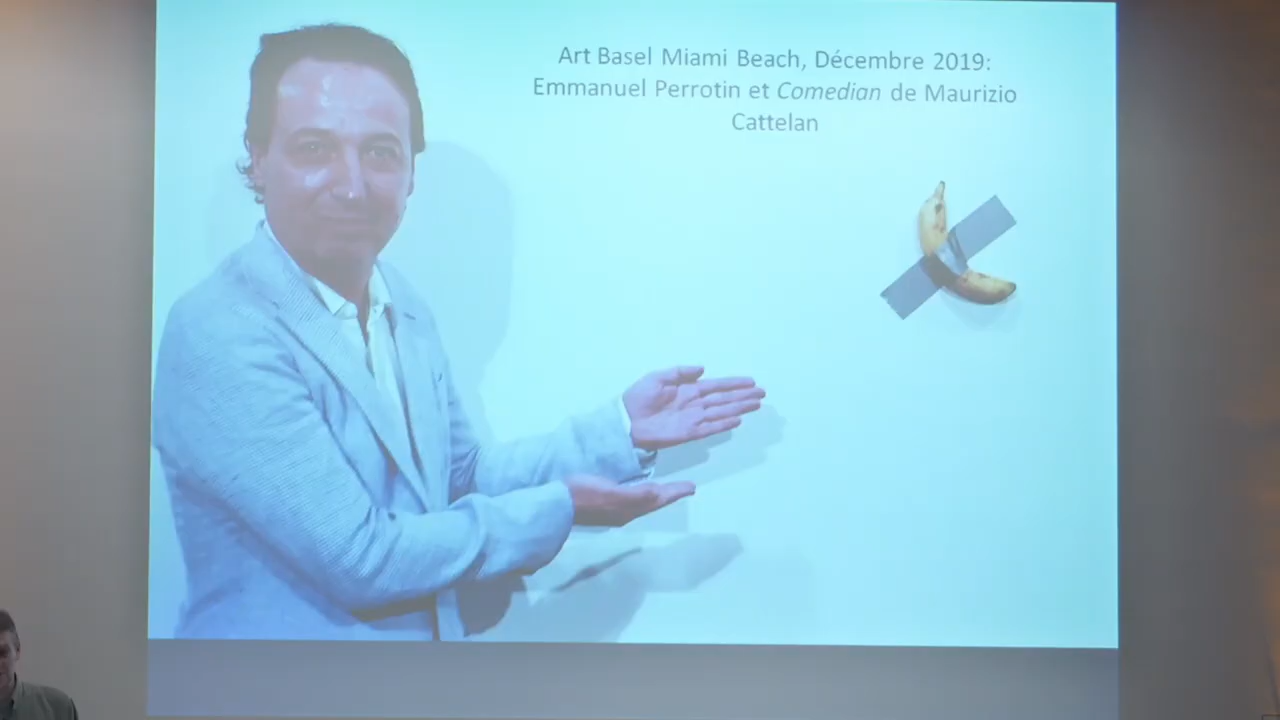 Art Basel Miami Beach, Décembre 2019:
Emmanuel Perrotin et Comedian de Maurizio
Cattelan